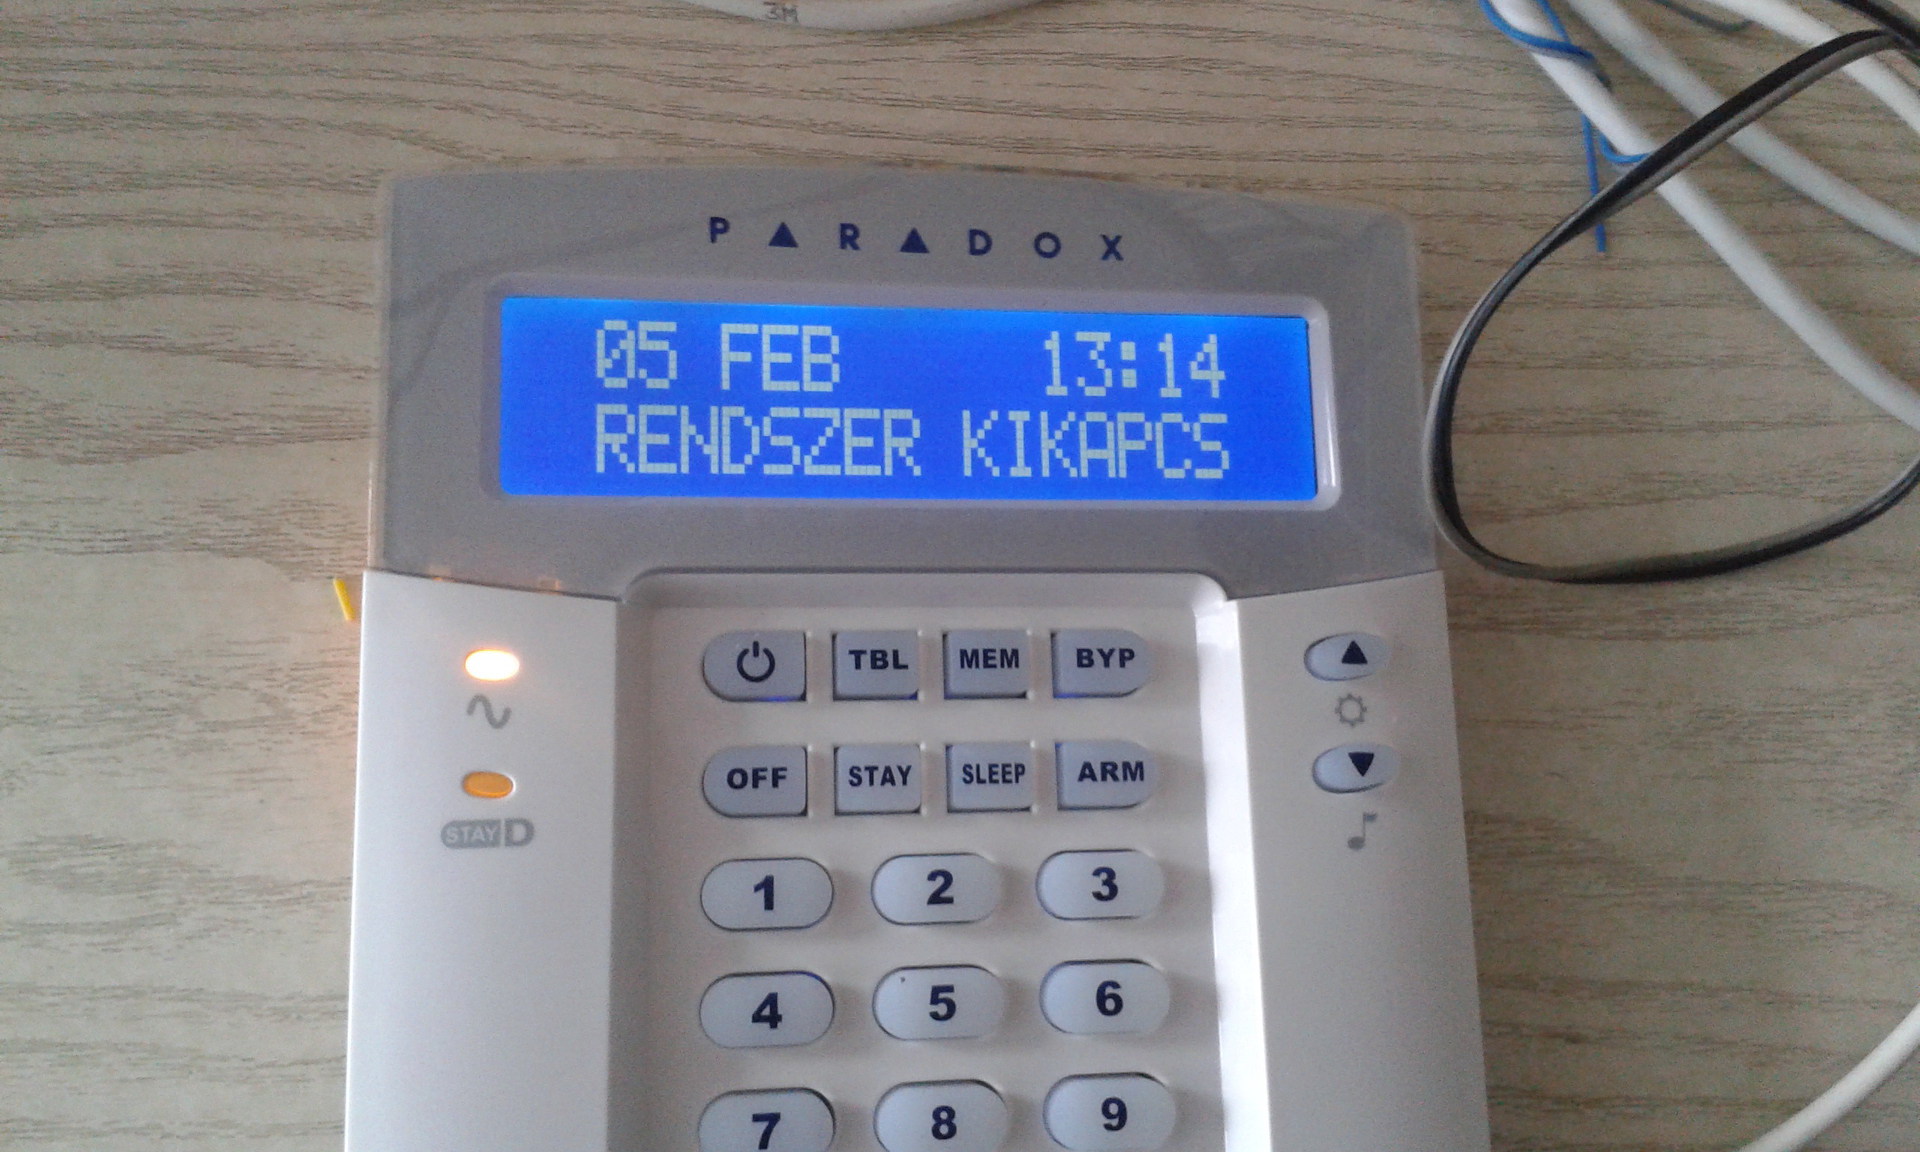 3M
PARADOX
05 FEB 13:14
RENDSZER KIKAPCS
TBL MEM BYP
OFF STAY SLEEP ARM
STAY D
1 2 3
4 5 6
7 8 9